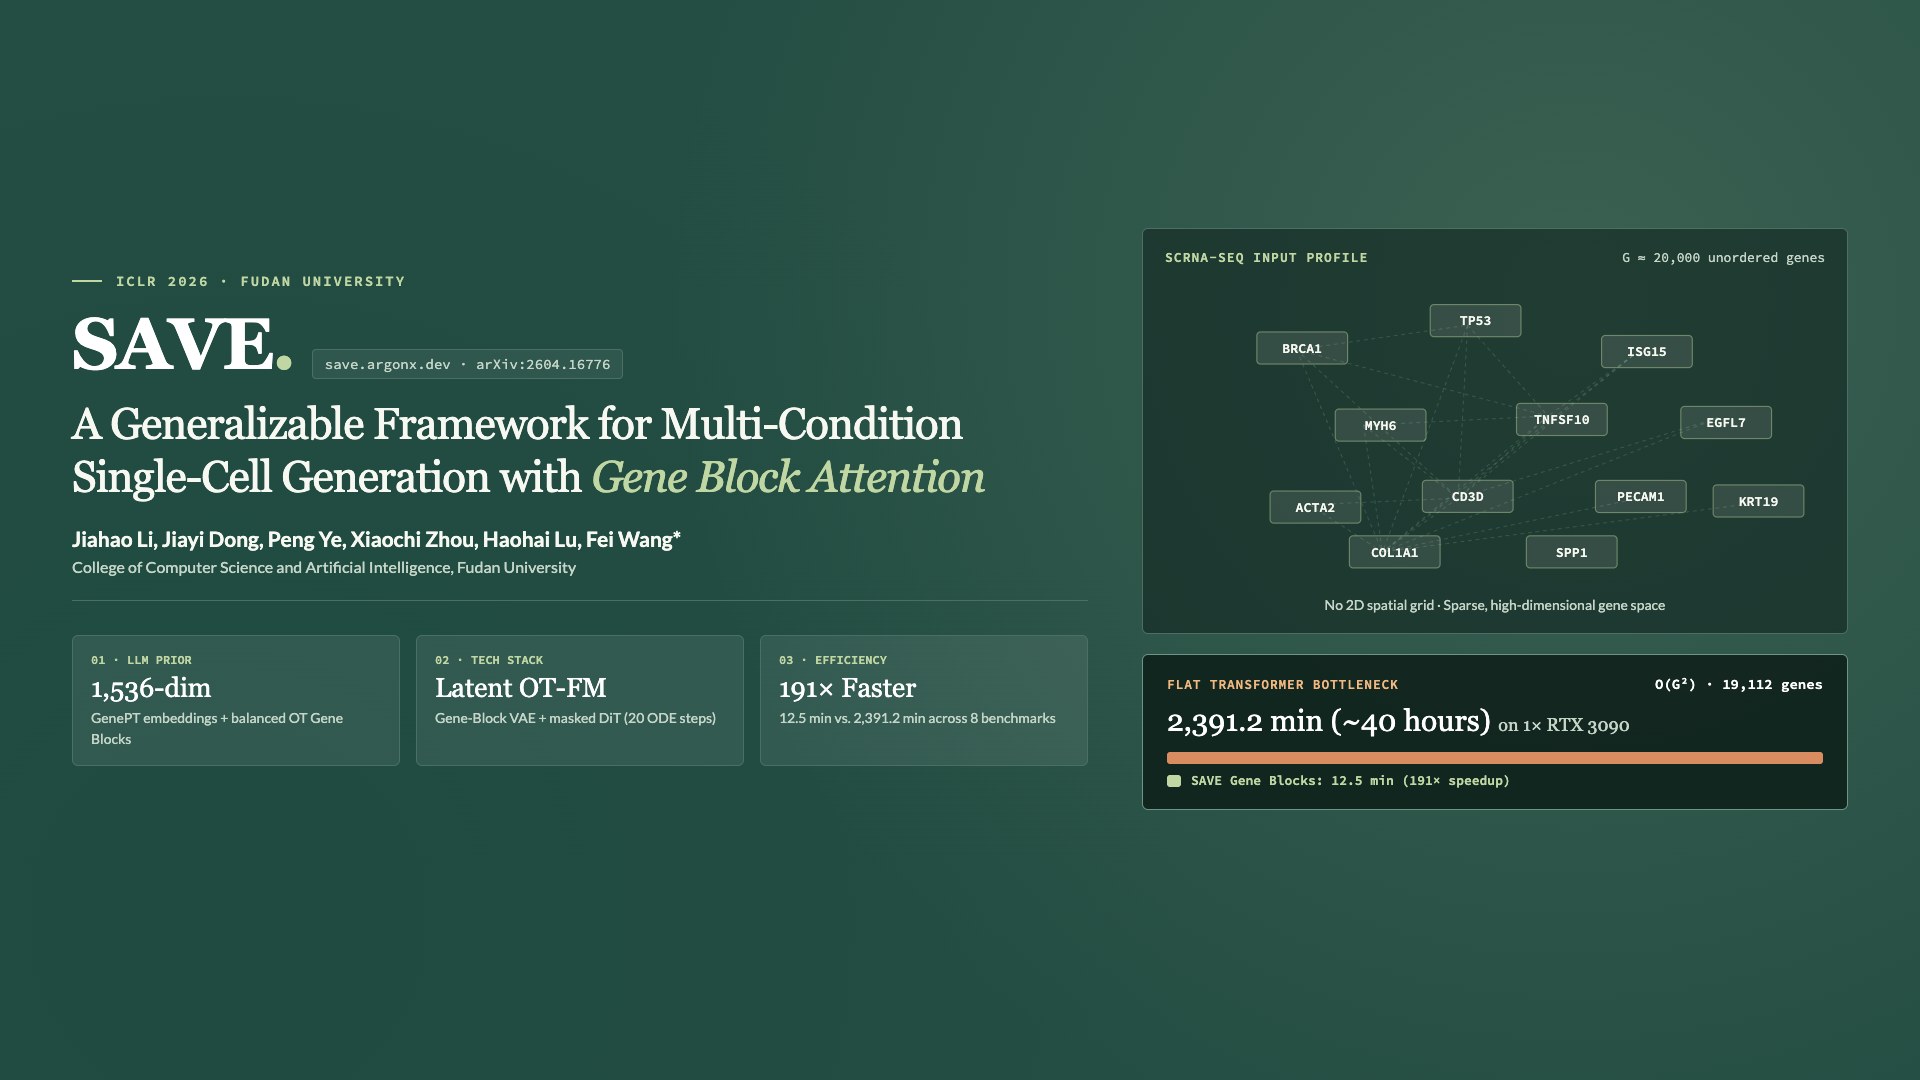 ICLR 2026 · FUDAN UNIVERSITY
SAVE.
save.argonx.dev · arXiv:2604.16776
A Generalizable Framework for Multi-Condition
Single-Cell Generation with Gene Block Attention
Jiahao Li, Jiayi Dong, Peng Ye, Xiaochi Zhou, Haohai Lu, Fei Wang*
College of Computer Science and Artificial Intelligence, Fudan University
01 · LLM PRIOR
1,536-dim
GenePT embeddings + balanced OT Gene
Blocks
02 · TECH STACK
Latent OT-FM
Gene-Block VAE + masked DiT (20 ODE steps)
03 · EFFICIENCY
191× Faster
12.5 min vs. 2,391.2 min across 8 benchmarks
SCRNA-SEQ INPUT PROFILE
G ≈ 20,000 unordered genes
TP53
BRCA1
ISG15
MYH6
TNFSF10
EGFL7
ACTA2
CD3D
PECAM1
KRT19
COL1A1
SPP1
No 2D spatial grid · Sparse, high-dimensional gene space
FLAT TRANSFORMER BOTTLENECK
O(G²) · 19,112 genes
2,391.2 min (~40 hours) on 1× RTX 3090
SAVE Gene Blocks: 12.5 min (191× speedup)